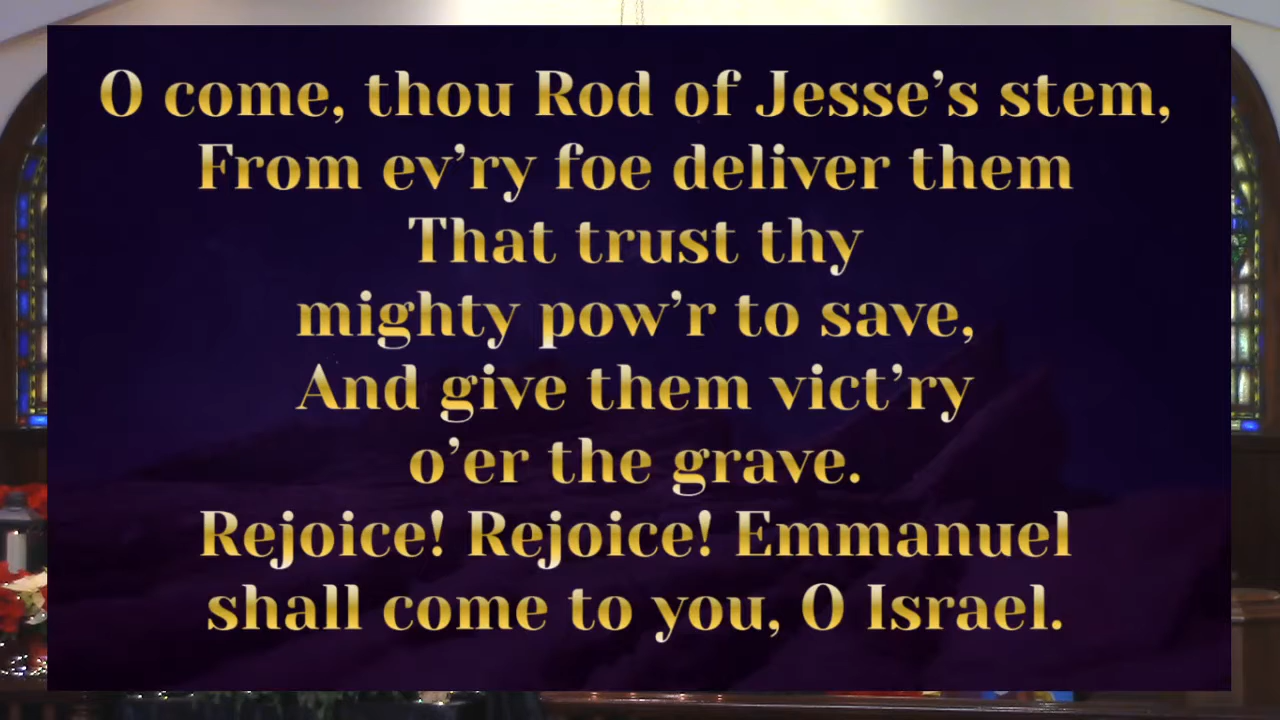 O come, thou Rod of Jesse’s stem,
From ev’ry foe deliver them
That trust thy
mighty pow’r to save,
And give them vict’ry
o’er the grave.
Rejoice! Rejoice! Emmanuel
shall come to you, O Israel.